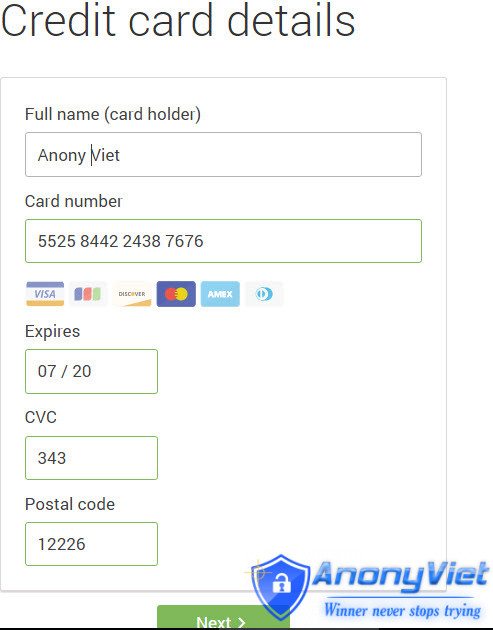 Credit card details
Full name (card holder)
Anony Viet
Card number
5525 8442 2438 7676
VISA DISCOVER AMEX
Expires
07 / 20
CVC
343
Postal code
12226
AnonyViet
Winner never stops trying
Next >